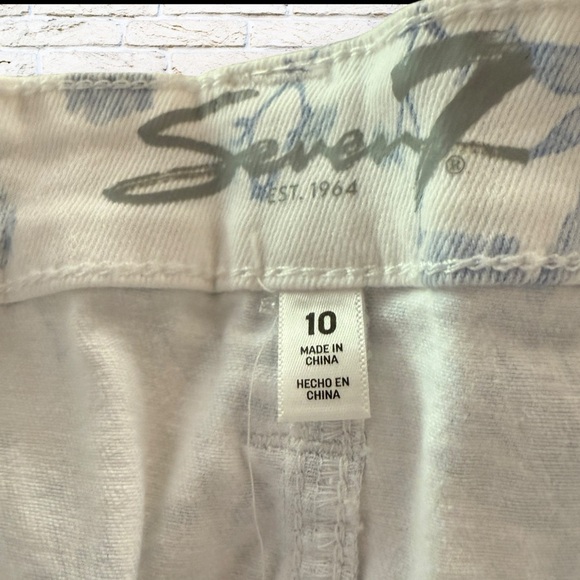 Seven7®
EST. 1964
10
MADE IN
CHINA
HECHO EN
CHINA